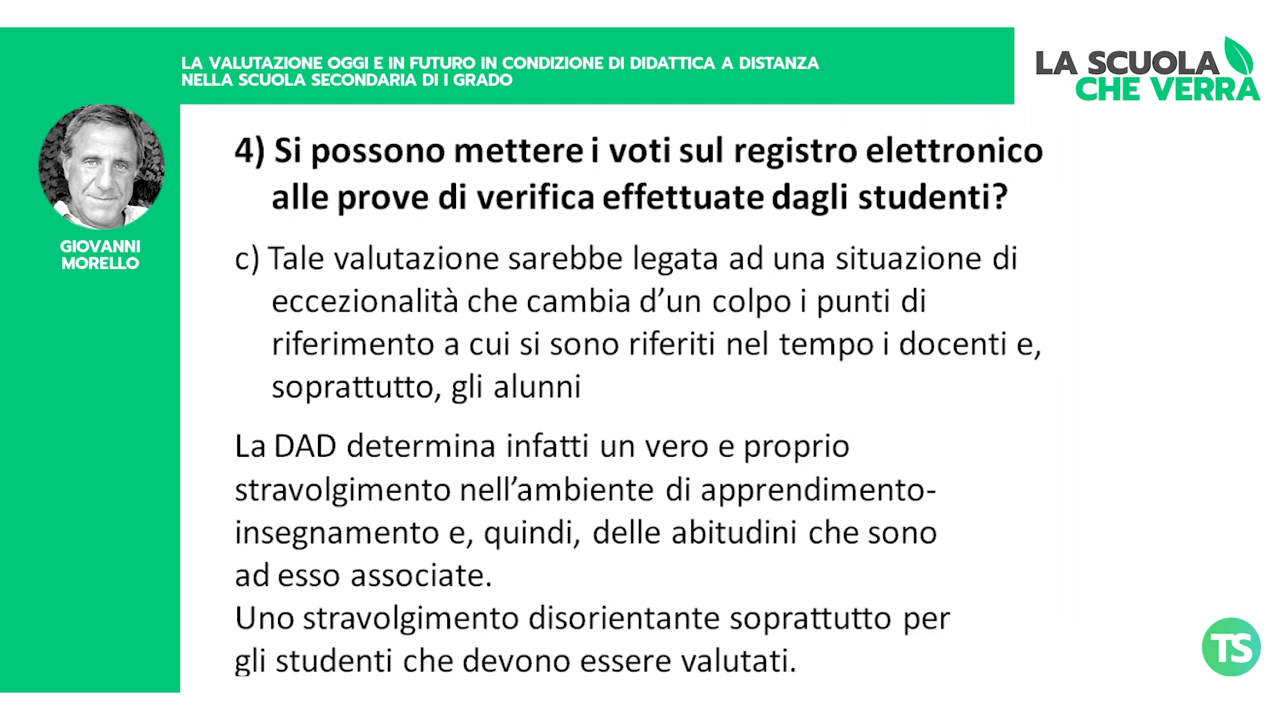 LA VALUTAZIONE OGGI E IN FUTURO IN CONDIZIONE DI DIDATTICA A DISTANZA
NELLA SCUOLA SECONDARIA DI I GRADO
LA SCUOLA
CHE VERRA
GIOVANNI
MORELLO
4) Si possono mettere i voti sul registro elettronico
alle prove di verifica effettuate dagli studenti?
c) Tale valutazione sarebbe legata ad una situazione di
eccezionalità che cambia d’un colpo i punti di
riferimento a cui si sono riferiti nel tempo i docenti e,
soprattutto, gli alunni
La DAD determina infatti un vero e proprio
stravolgimento nell’ambiente di apprendimento-
insegnamento e, quindi, delle abitudini che sono
ad esso associate.
Uno stravolgimento disorientante soprattutto per
gli studenti che devono essere valutati.
TS